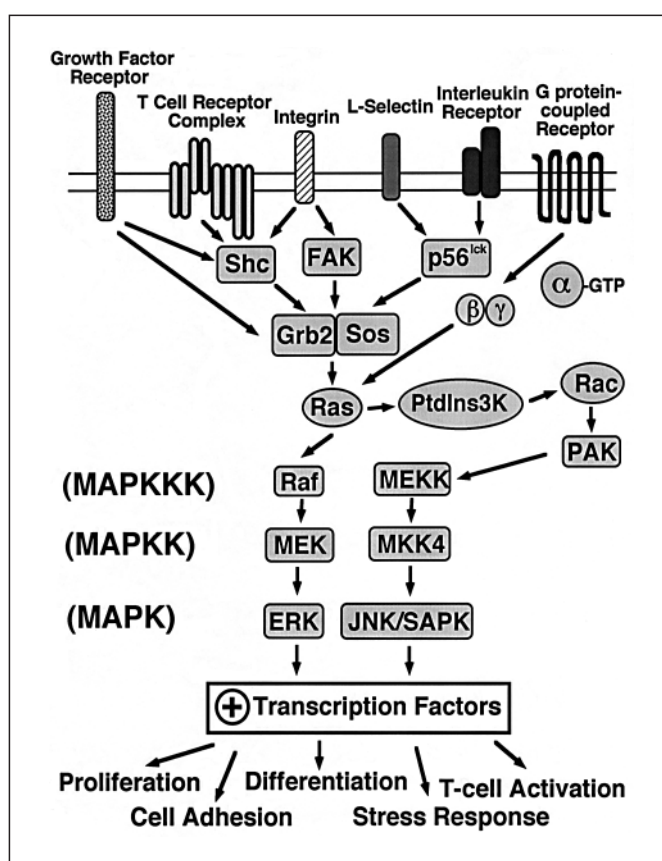 Growth Factor
Receptor
T Cell Receptor
Complex
Integrin
L-Selectin
Interleukin
Receptor
G protein-
coupled
Receptor
Shc
FAK
p56lck
α-GTP
β γ
Grb2 Sos
Ras
PtdIns3K
Rac
PAK
(MAPKKK)
Raf
MEKK
(MAPKK)
MEK
MKK4
(MAPK)
ERK
JNK/SAPK
+ Transcription Factors
Proliferation
Differentiation
T-cell Activation
Cell Adhesion
Stress Response